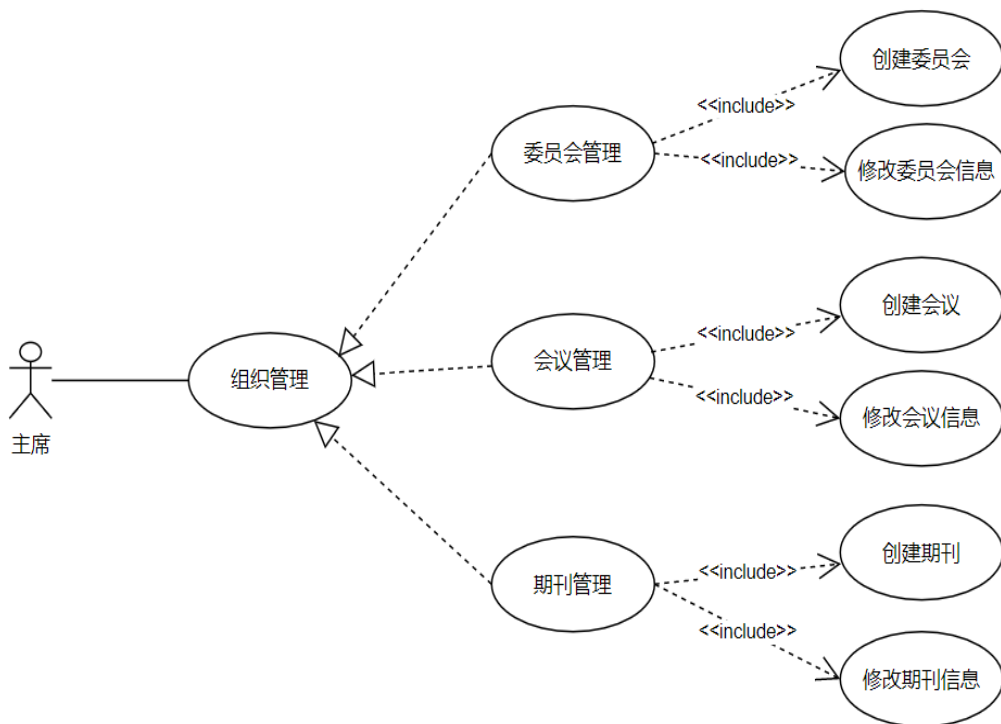 创建委员会
<<include>>
委员会管理
<<include>>
修改委员会信息
创建会议
<<include>>
会议管理
组织管理
<<include>>
修改会议信息
主席
创建期刊
<<include>>
期刊管理
<<include>>
修改期刊信息